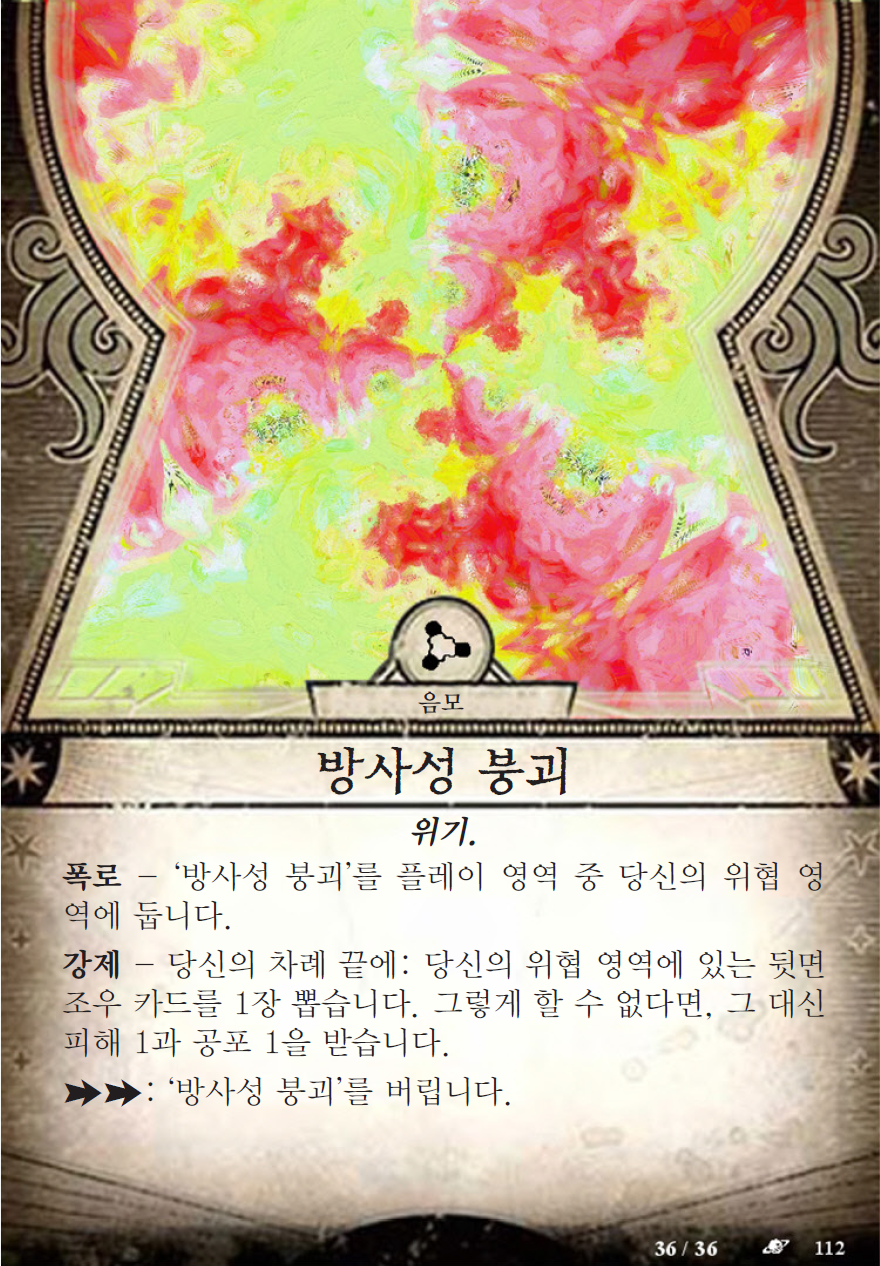 음모
방사성 붕괴
위기.
폭로 – ‘방사성 붕괴’를 플레이 영역 중 당신의 위협 영
역에 둡니다.
강제 – 당신의 차례 끝에: 당신의 위협 영역에 있는 뒷면
조우 카드를 1장 뽑습니다. 그렇게 할 수 없다면, 그 대신
피해 1과 공포 1을 받습니다.
: ‘방사성 붕괴’를 버립니다.
36 / 36 112